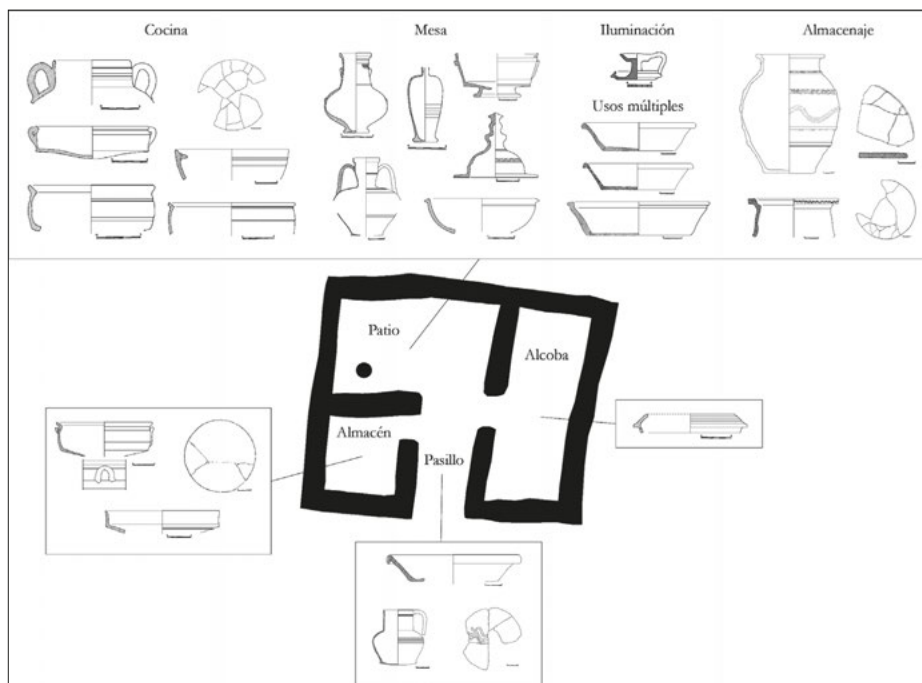 Cocina
Mesa
Iluminación
Almacenaje
Usos múltiples
Patio
Alcoba
Almacén
Pasillo